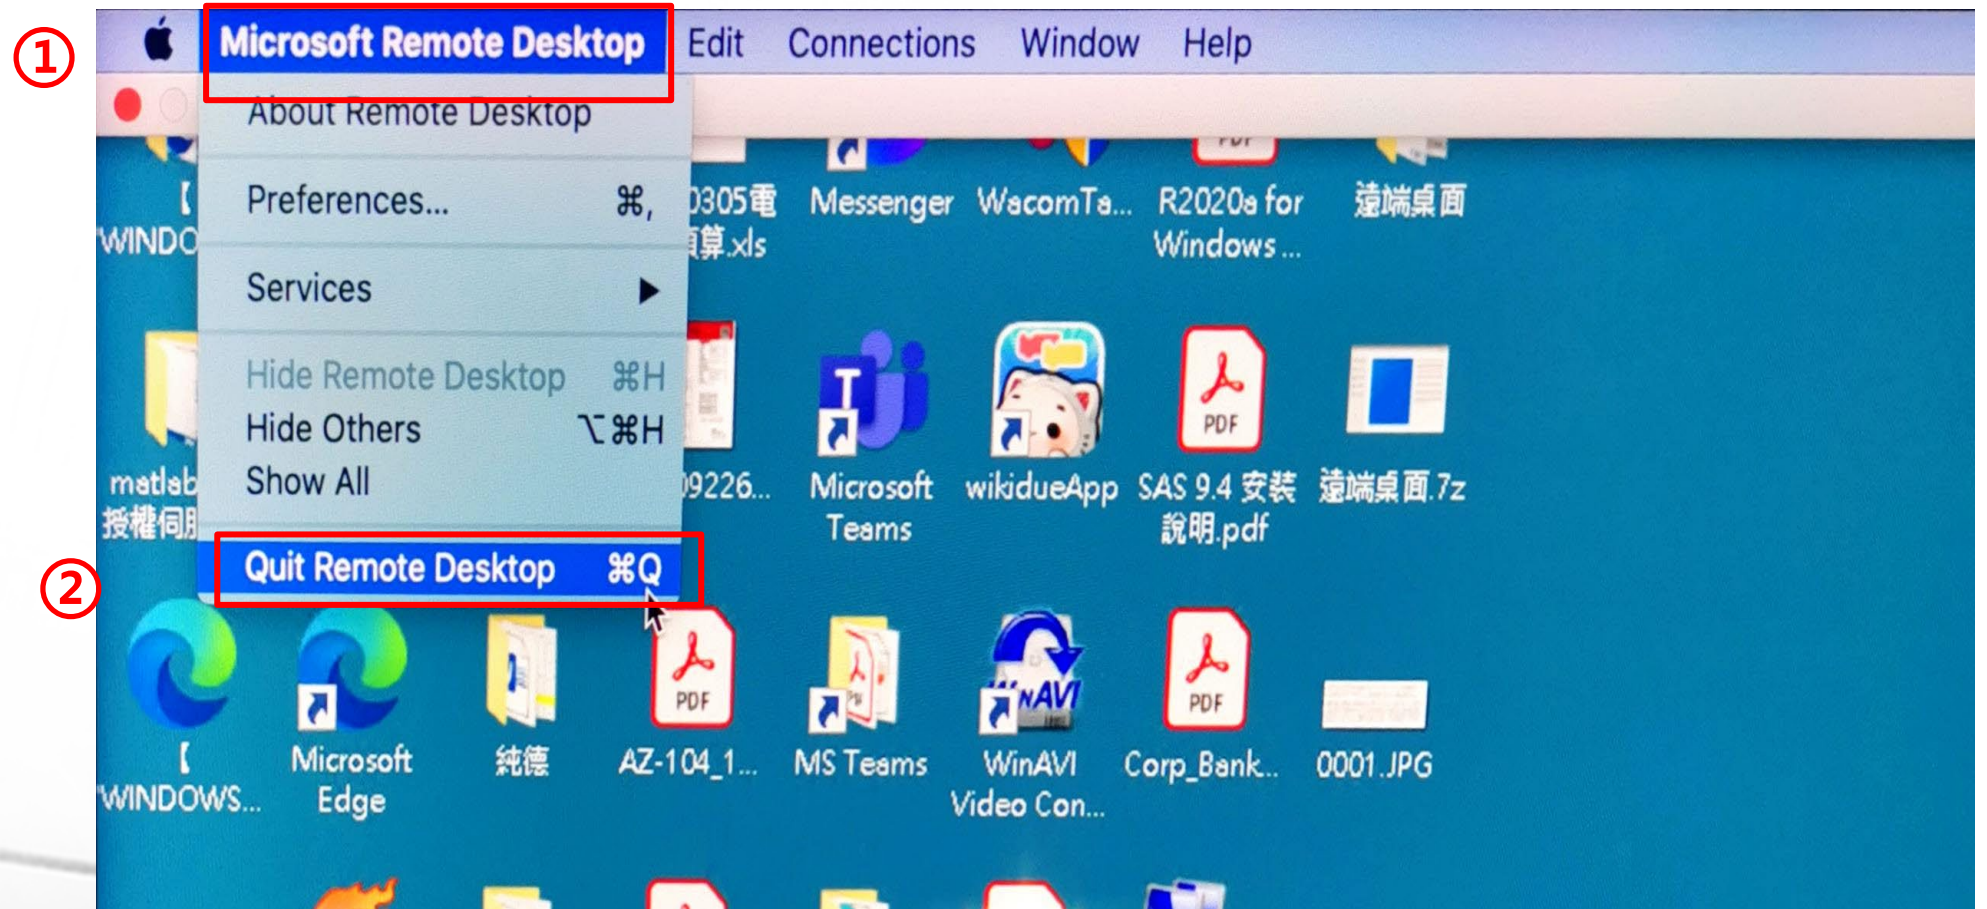 ①
Microsoft Remote Desktop Edit Connections Window Help
About Remote Desktop
Preferences... ⌘,
Services
Hide Remote Desktop ⌘H
Hide Others ⌥⌘H
Show All
②
Quit Remote Desktop ⌘Q
【
WINDO
0305電
算.xls
Messenger
WacomTa...
PDF
R2020a for
Windows ...
遠端桌面
matlab
授權伺服
09226...
T
Microsoft
Teams
wikidueApp
PDF
SAS 9.4 安裝
說明.pdf
遠端桌面.7z
【
WINDOWS...
Microsoft
Edge
純德
PDF
AZ-104_1...
MS Teams
WinAVI
WinAVI
Video Con...
PDF
Corp_Bank...
0001.JPG